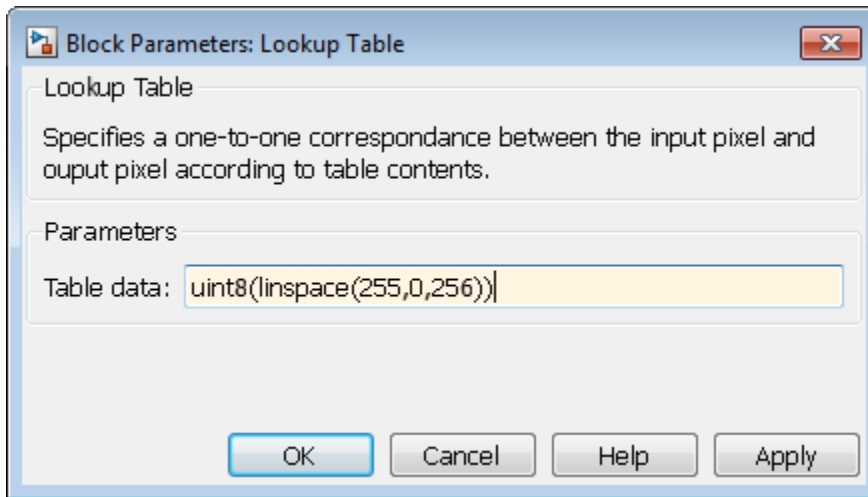 Block Parameters: Lookup Table
Lookup Table
Specifies a one-to-one correspondance between the input pixel and
ouput pixel according to table contents.
Parameters
Table data: uint8(linspace(255,0,256))
OK Cancel Help Apply